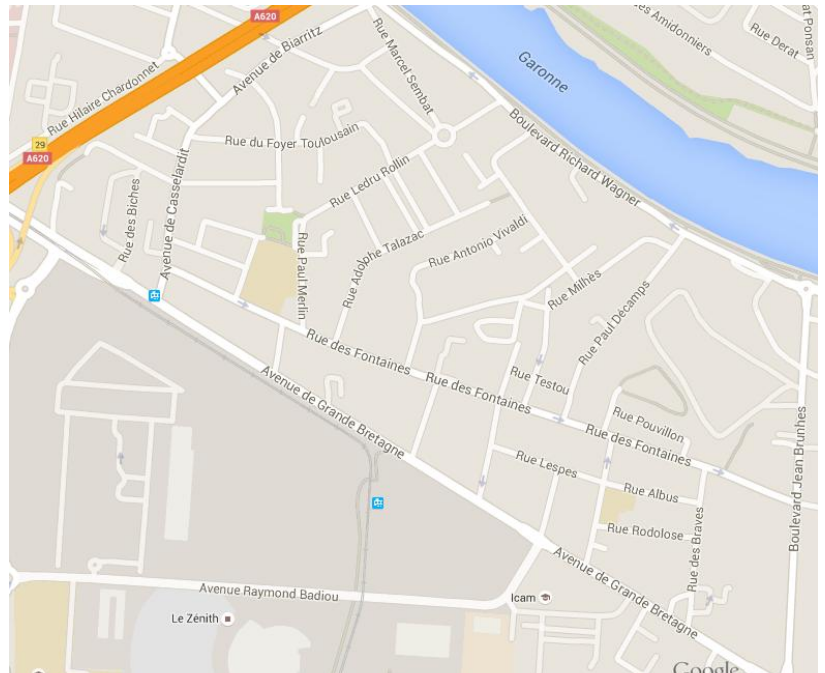 A620
A620
at Ponsan
des Amidonniers
Rue Derat
Avenue de Biarritz
Rue Marcel Sembat
Garonne
Rue Hilaire Chardonnet
Boulevard Richard Wagner
29
A620
Rue du Foyer Toulousain
Rue Ledru Rollin
Rue des Biches
Avenue de Casselardit
Rue Paul Merlin
Rue Adolphe Talazac
Rue Antonio Vivaldi
Rue Milhès
Rue Paul Décamps
Rue des Fontaines
Rue des Fontaines
Rue Testou
Avenue de Grande Bretagne
Rue Pouvillon
Rue des Fontaines
Rue Lespes
Rue Albus
Rue Rodolose
Rue des Braves
Boulevard Jean Brunhes
Avenue de Grande Bretagne
Avenue Raymond Badiou
Icam
Le Zénith
Google